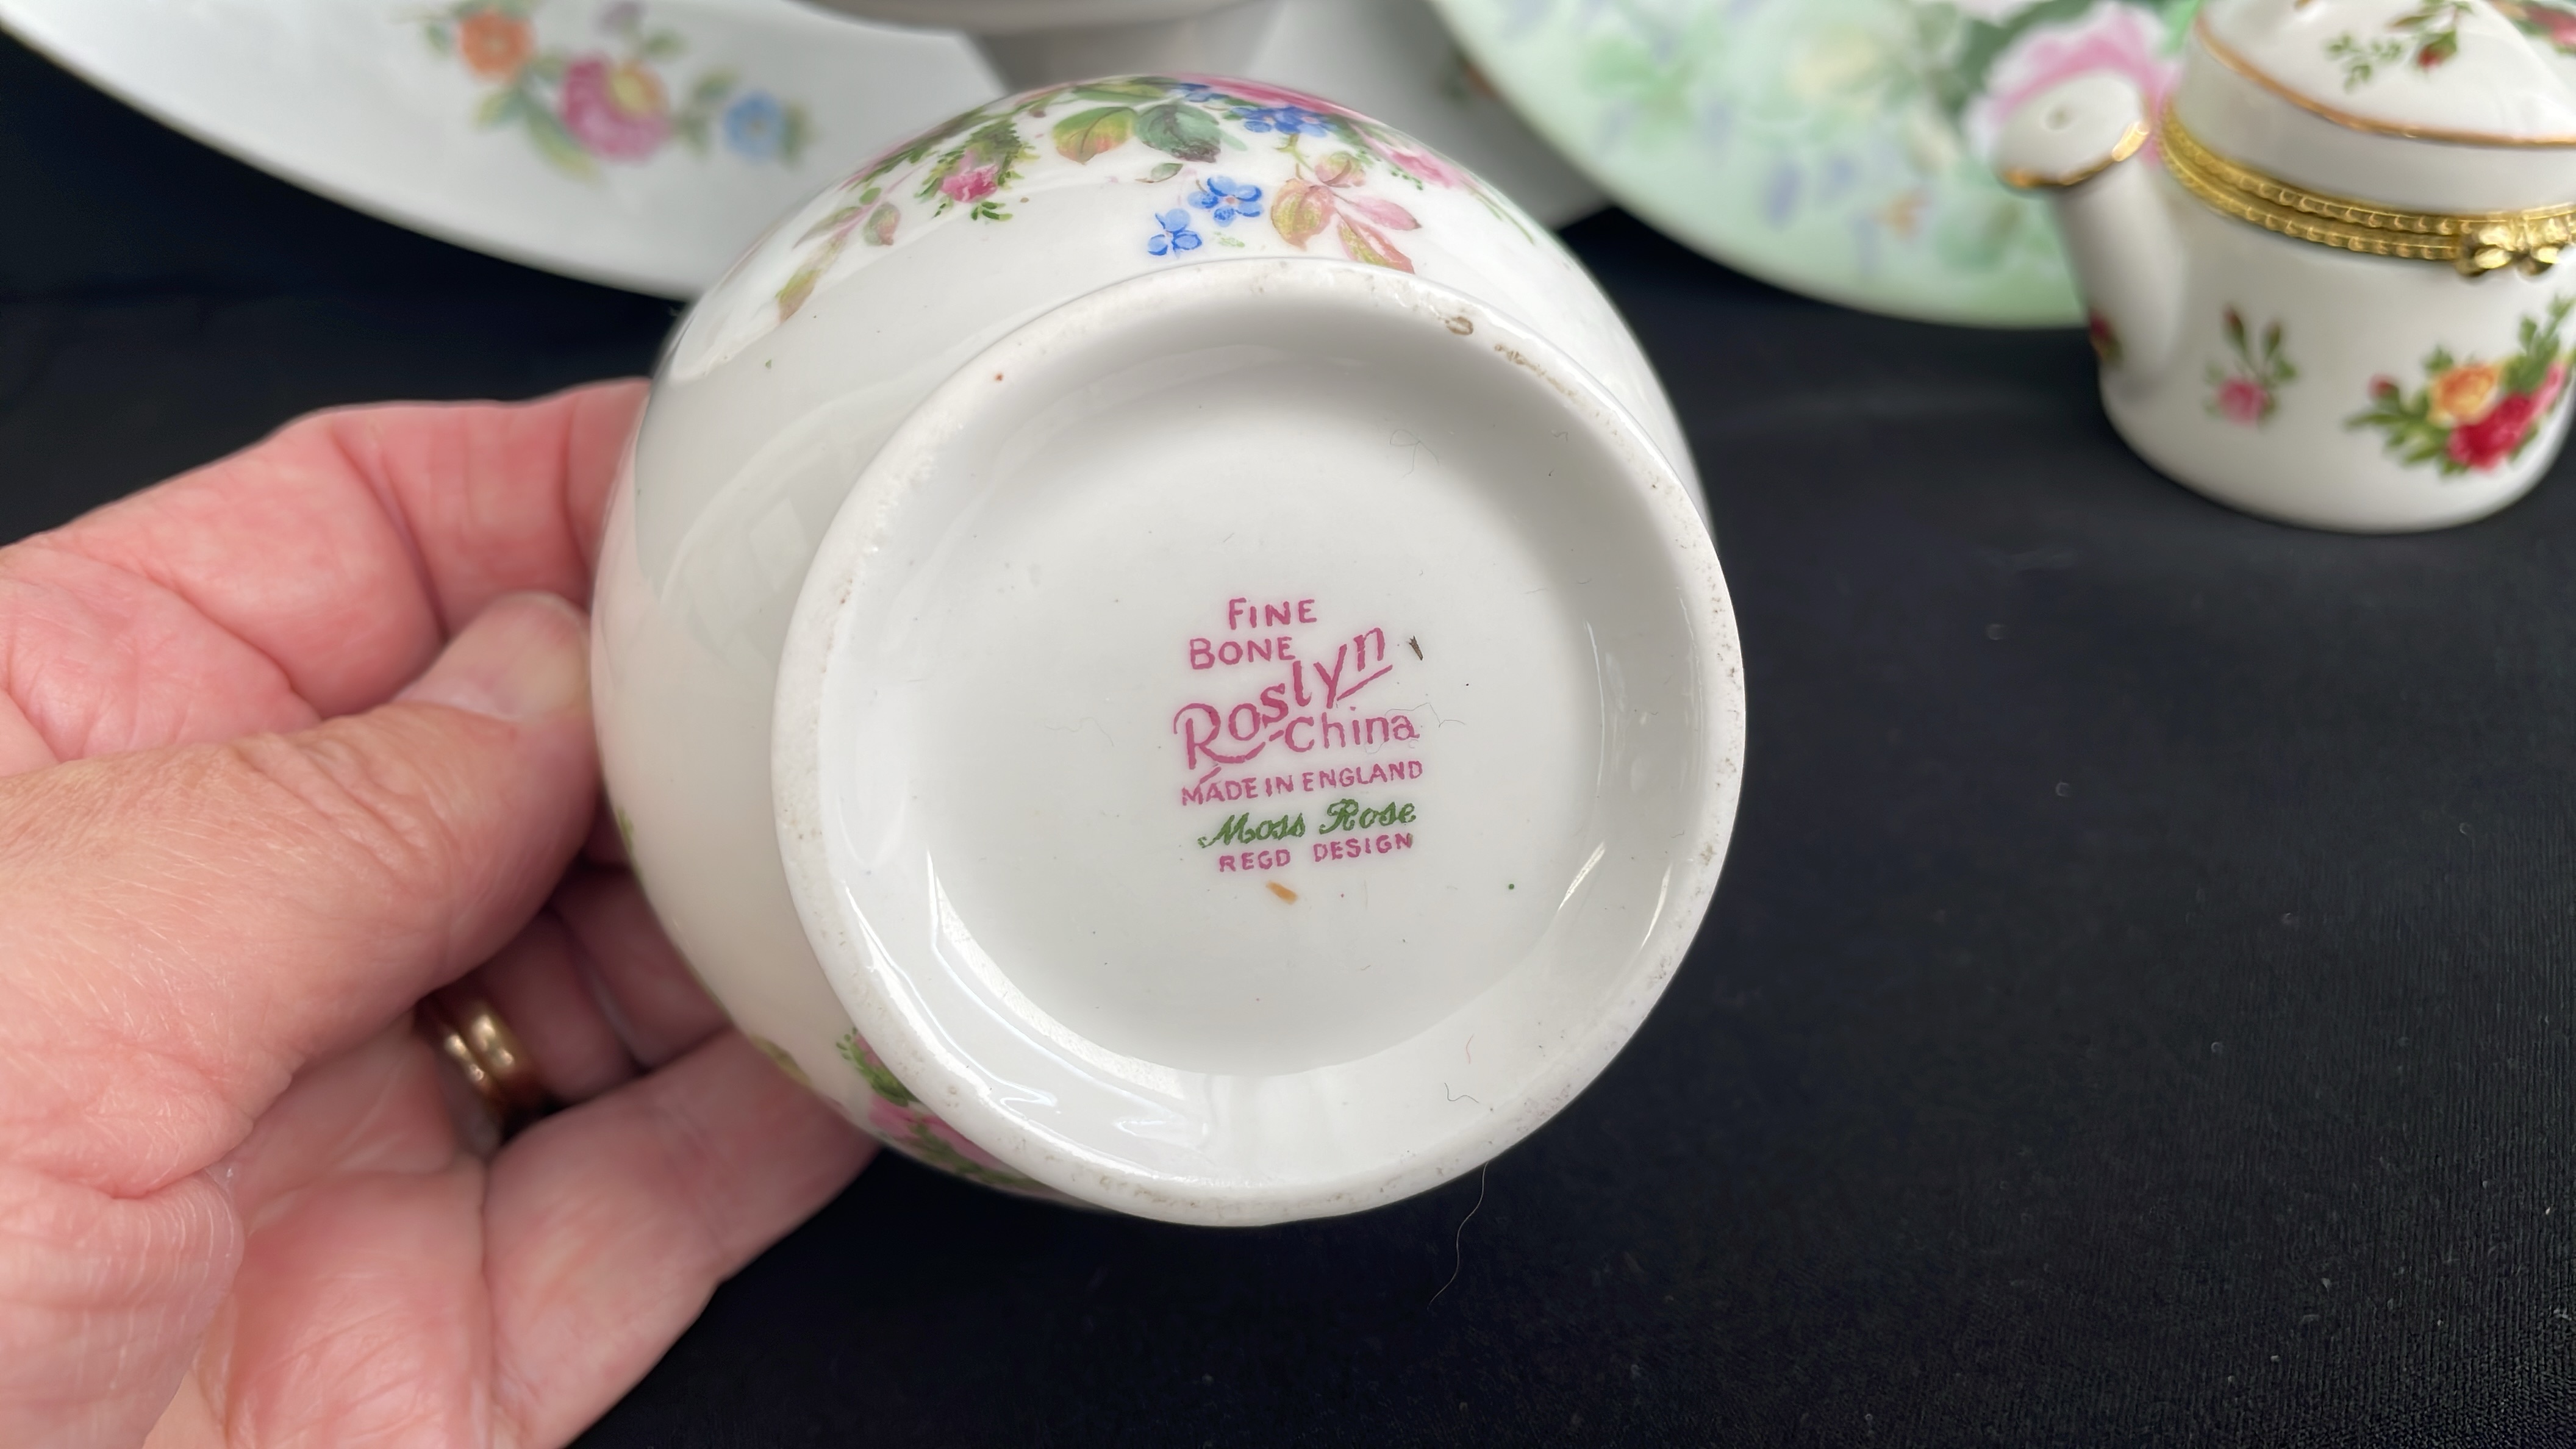 FINE
BONE
Roslyn
China
MADE IN ENGLAND
Moss Rose
REGD DESIGN